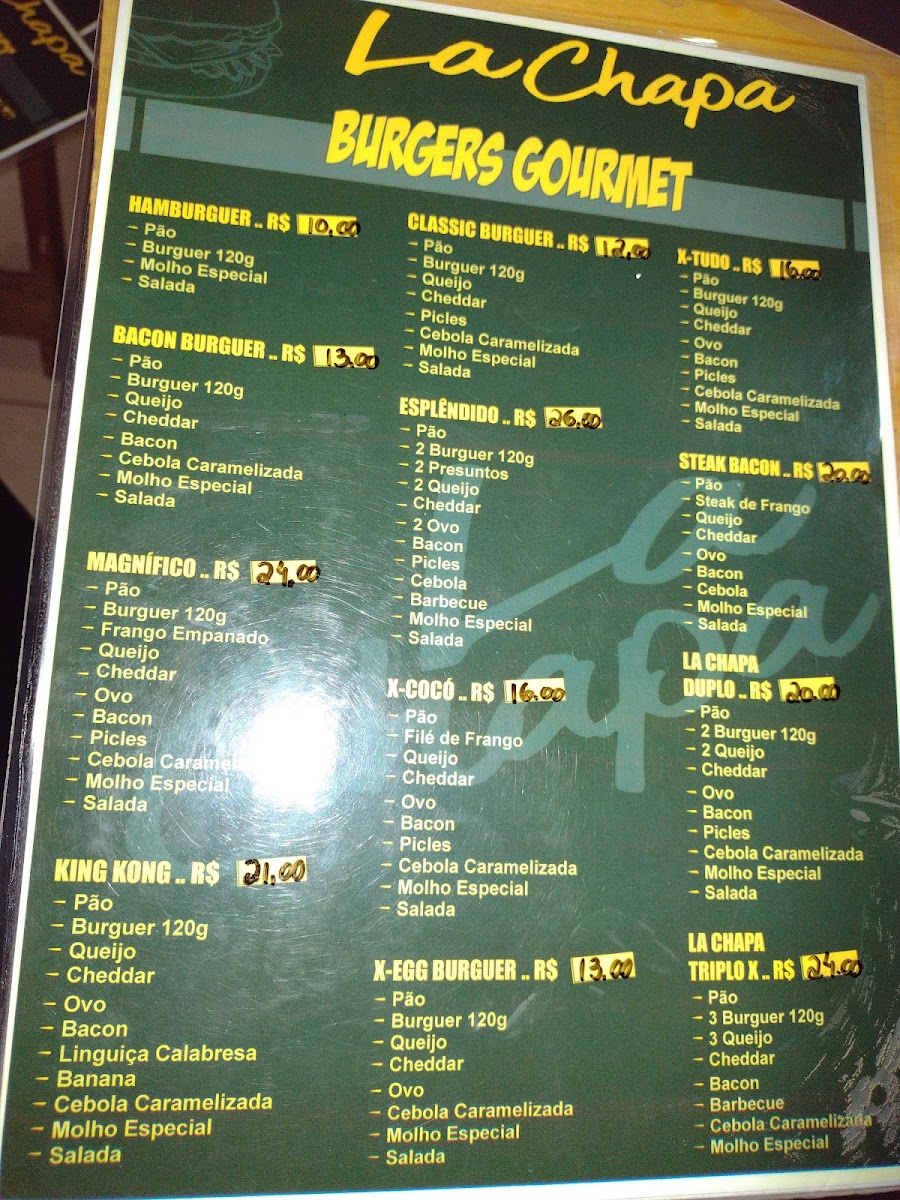 La Chapa
BURGERS GOURMET
HAMBURGUER .. R$ 10,00
- Pão
- Burguer 120g
- Molho Especial
- Salada
BACON BURGUER .. R$ 13.00
- Pão
- Burguer 120g
- Queijo
- Cheddar
- Bacon
- Cebola Caramelizada
- Molho Especial
- Salada
MAGNÍFICO .. R$ 24,00
- Pão
- Burguer 120g
- Frango Empanado
- Queijo
- Cheddar
- Ovo
- Bacon
- Picles
- Cebola
- Molho Especial
- Salada
KING KONG .. R$ 21,00
- Pão
- Burguer 120g
- Queijo
- Cheddar
- Ovo
- Bacon
- Linguiça Calabresa
- Banana
- Cebola Caramelizada
- Molho Especial
- Salada
CLASSIC BURGUER .. R$ 12,00
- Pão
- Burguer 120g
- Queijo
- Cheddar
- Picles
- Cebola Caramelizada
- Molho Especial
- Salada
ESPLÊNDIDO .. R$ 26.00
- Pão
- 2 Burguer 120g
- 2 Presuntos
- 2 Queijo
- Cheddar
- 2 Ovo
- Bacon
- Picles
- Cebola
- Barbecue
- Molho Especial
- Salada
X-COCÓ .. R$ 16.00
- Pão
- Filé de Frango
- Queijo
- Cheddar
- Ovo
- Bacon
- Picles
- Cebola Caramelizada
- Molho Especial
- Salada
X-EGG BURGUER .. R$ 13.00
- Pão
- Burguer 120g
- Queijo
- Cheddar
- Ovo
- Cebola Caramelizada
- Molho Especial
- Salada
X-TUDO .. R$ 16.00
- Pão
- Burguer 120g
- Queijo
- Cheddar
- Ovo
- Bacon
- Picles
- Cebola Caramelizada
- Molho Especial
- Salada
STEAK BACON .. R$ 20.00
- Pão
- Steak de Frango
- Queijo
- Cheddar
- Ovo
- Bacon
- Cebola
- Molho Especial
- Salada
LA CHAPA
DUPLO .. R$ 20.00
- Pão
- 2 Burguer 120g
- 2 Queijo
- Cheddar
- Ovo
- Bacon
- Picles
- Cebola Caramelizada
- Molho Especial
- Salada
LA CHAPA
TRIPLO X .. R$ 24.00
- Pão
- 3 Burguer 120g
- 3 Queijo
- Cheddar
- Bacon
- Barbecue
- Cebola Caramelizada
- Molho Especial
La
Chapa